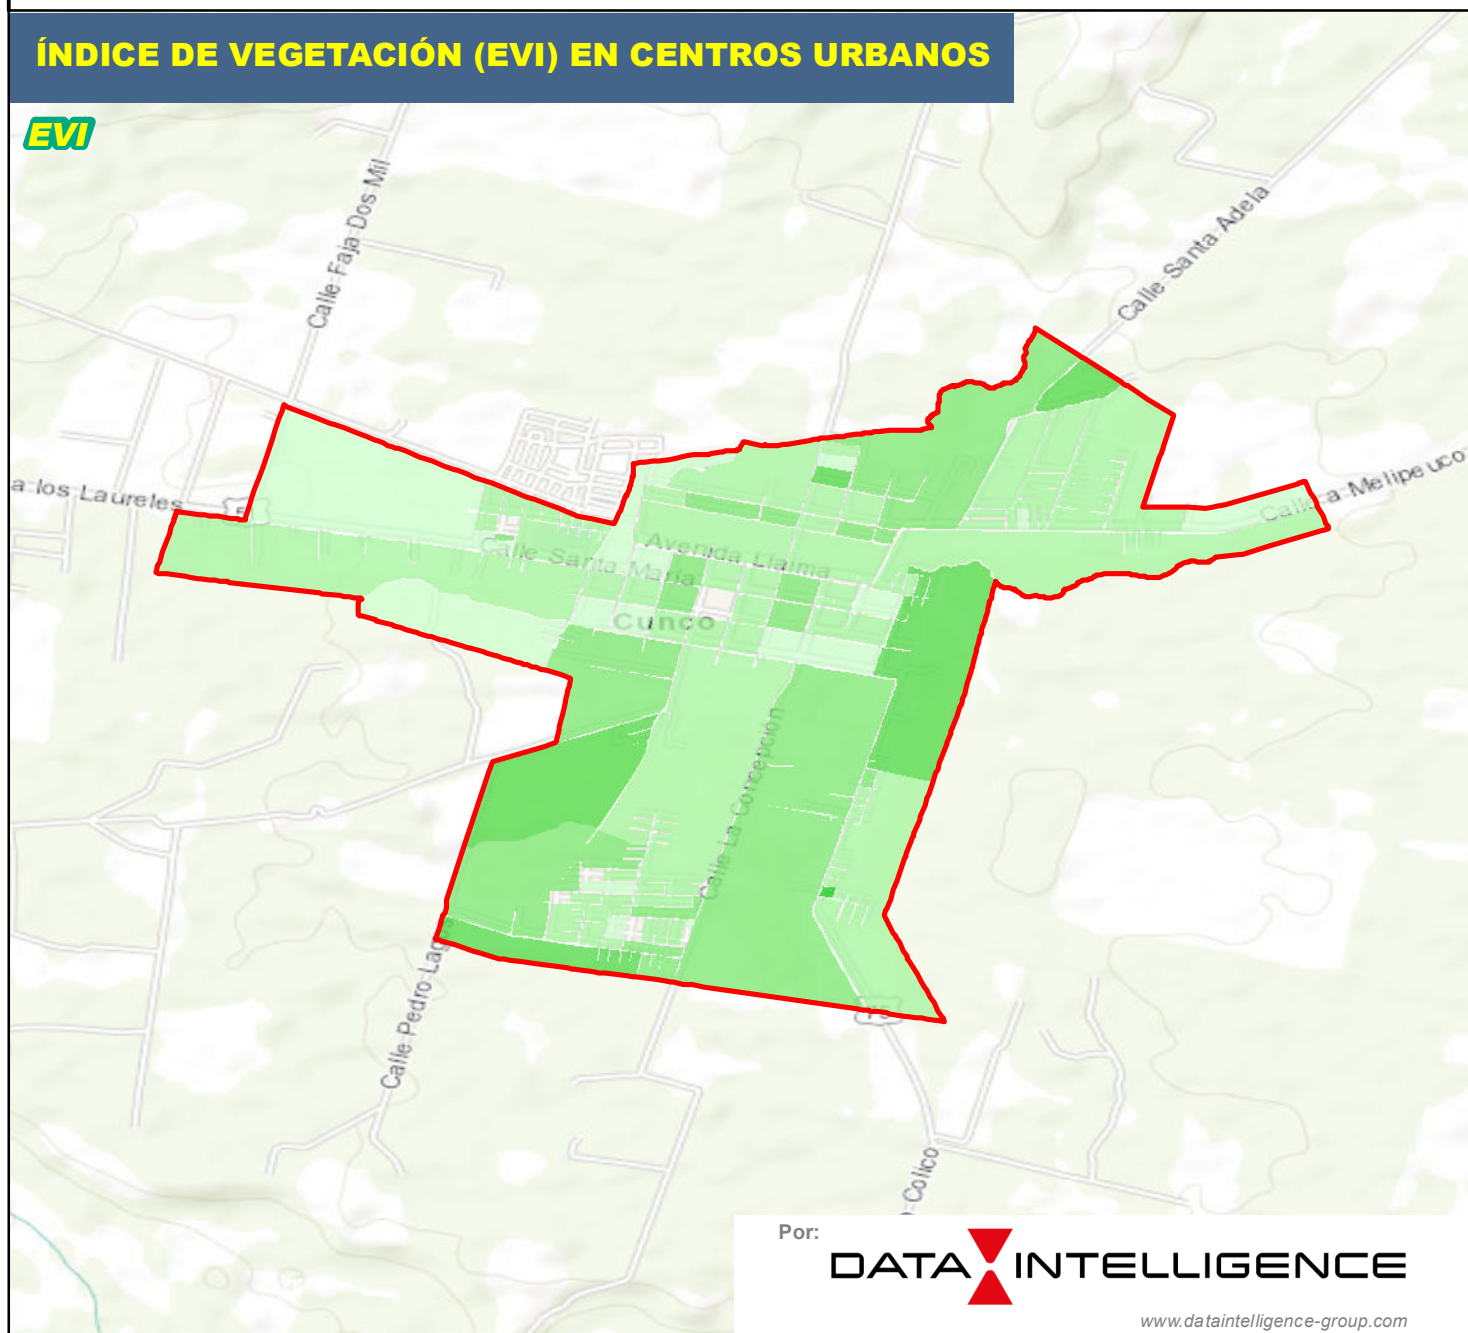 ÍNDICE DE VEGETACIÓN (EVI) EN CENTROS URBANOS
EVI
Calle Faja Dos Mil
Calle Santa Adela
a los Laureles
Calle
a Melipeuco
Avenida Llaima
Calle Santa María
Cunco
Calle La Concepción
Calle Pedro Lagos
Colico
Por:
DATA INTELLIGENCE
www.dataintelligence-group.com